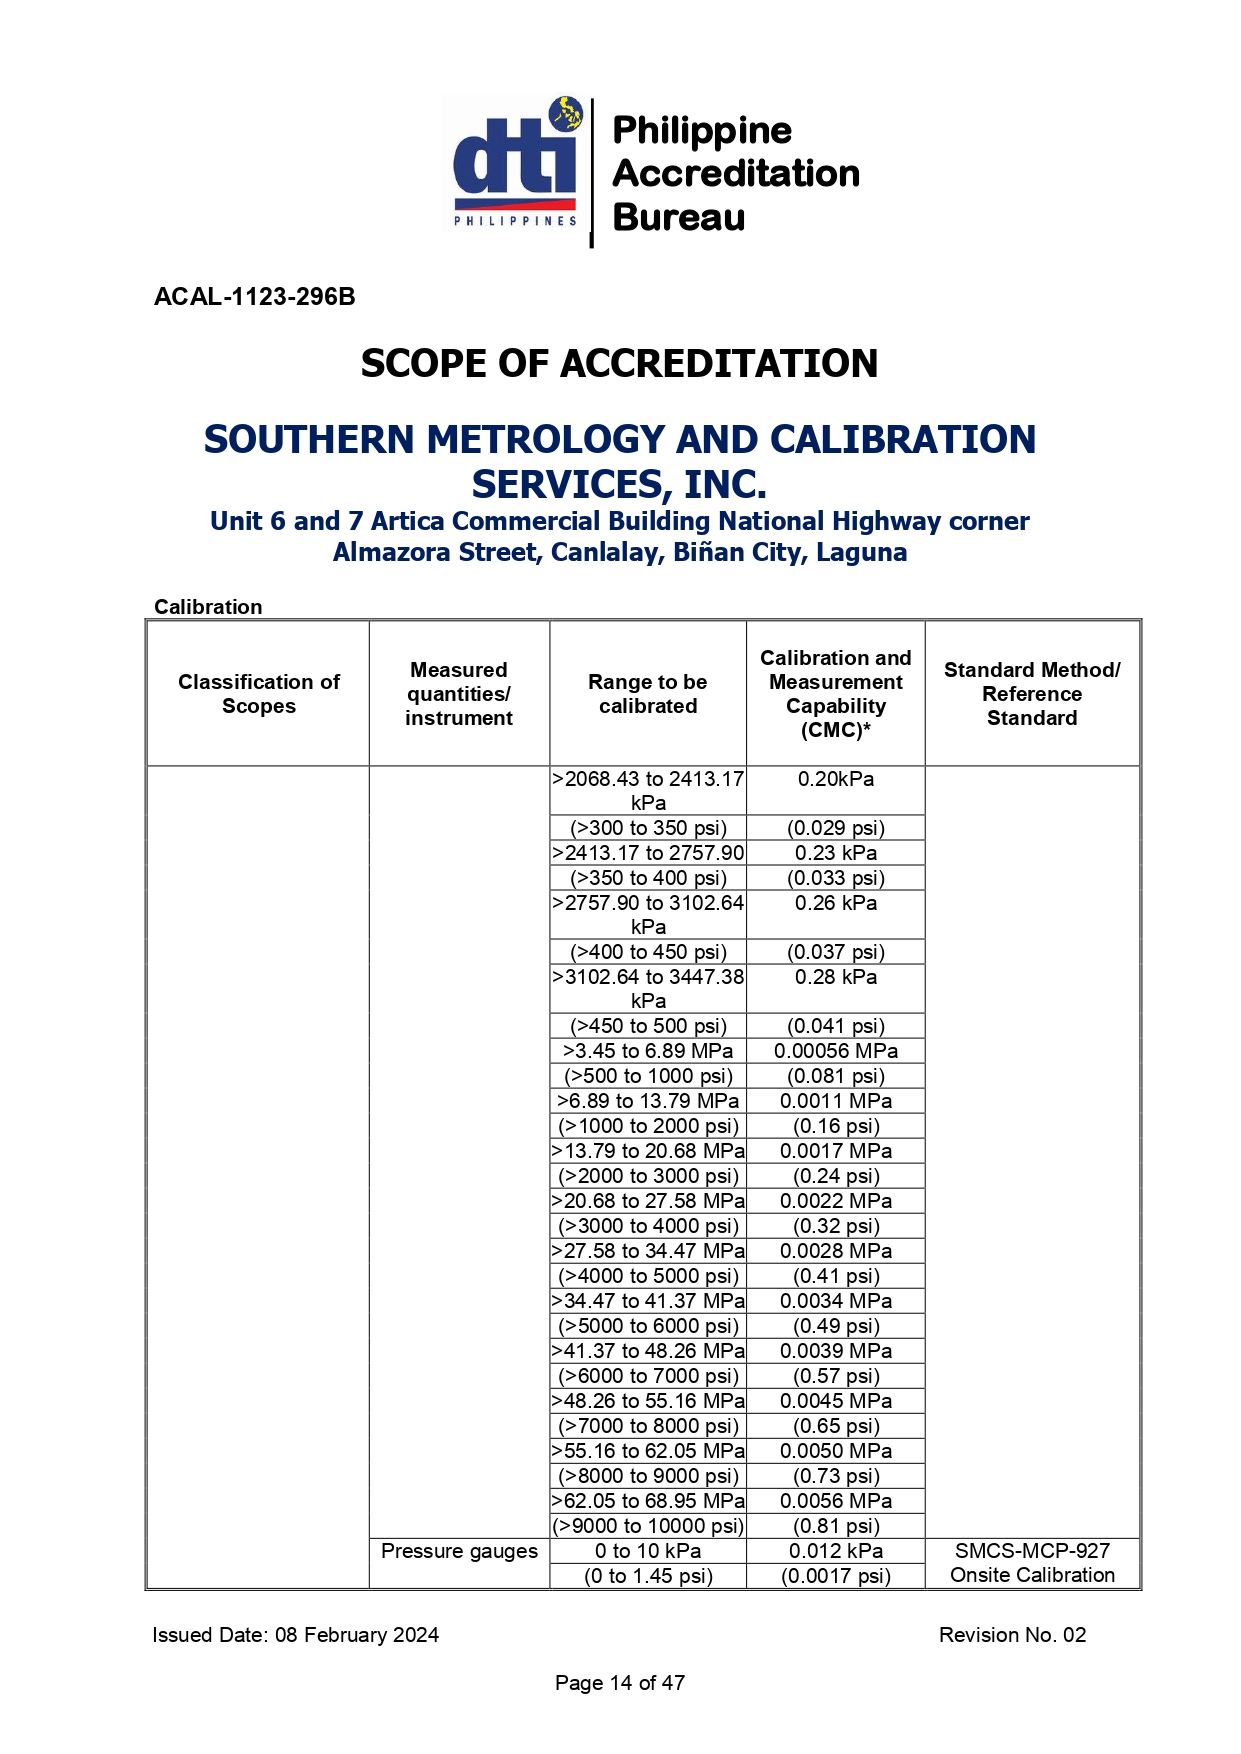 dti
PHILIPPINES
Philippine
Accreditation
Bureau
ACAL-1123-296B
SCOPE OF ACCREDITATION
SOUTHERN METROLOGY AND CALIBRATION
SERVICES, INC.
Unit 6 and 7 Artica Commercial Building National Highway corner
Almazora Street, Canlalay, Biñan City, Laguna
Calibration
Classification of
Scopes
Measured
quantities/
instrument
Range to be
calibrated
Calibration and
Measurement
Capability
(CMC)*
Standard Method/
Reference
Standard
>2068.43 to 2413.17
kPa
0.20kPa
(>300 to 350 psi)
(0.029 psi)
>2413.17 to 2757.90
0.23 kPa
(>350 to 400 psi)
(0.033 psi)
>2757.90 to 3102.64
kPa
0.26 kPa
(>400 to 450 psi)
(0.037 psi)
>3102.64 to 3447.38
kPa
0.28 kPa
(>450 to 500 psi)
(0.041 psi)
>3.45 to 6.89 MPa
0.00056 MPa
(>500 to 1000 psi)
(0.081 psi)
>6.89 to 13.79 MPa
0.0011 MPa
(>1000 to 2000 psi)
(0.16 psi)
>13.79 to 20.68 MPa
0.0017 MPa
(>2000 to 3000 psi)
(0.24 psi)
>20.68 to 27.58 MPa
0.0022 MPa
(>3000 to 4000 psi)
(0.32 psi)
>27.58 to 34.47 MPa
0.0028 MPa
(>4000 to 5000 psi)
(0.41 psi)
>34.47 to 41.37 MPa
0.0034 MPa
(>5000 to 6000 psi)
(0.49 psi)
>41.37 to 48.26 MPa
0.0039 MPa
(>6000 to 7000 psi)
(0.57 psi)
>48.26 to 55.16 MPa
0.0045 MPa
(>7000 to 8000 psi)
(0.65 psi)
>55.16 to 62.05 MPa
0.0050 MPa
(>8000 to 9000 psi)
(0.73 psi)
>62.05 to 68.95 MPa
0.0056 MPa
(>9000 to 10000 psi)
(0.81 psi)
Pressure gauges
0 to 10 kPa
0.012 kPa
SMCS-MCP-927
Onsite Calibration
(0 to 1.45 psi)
(0.0017 psi)
Issued Date: 08 February 2024
Revision No. 02
Page 14 of 47